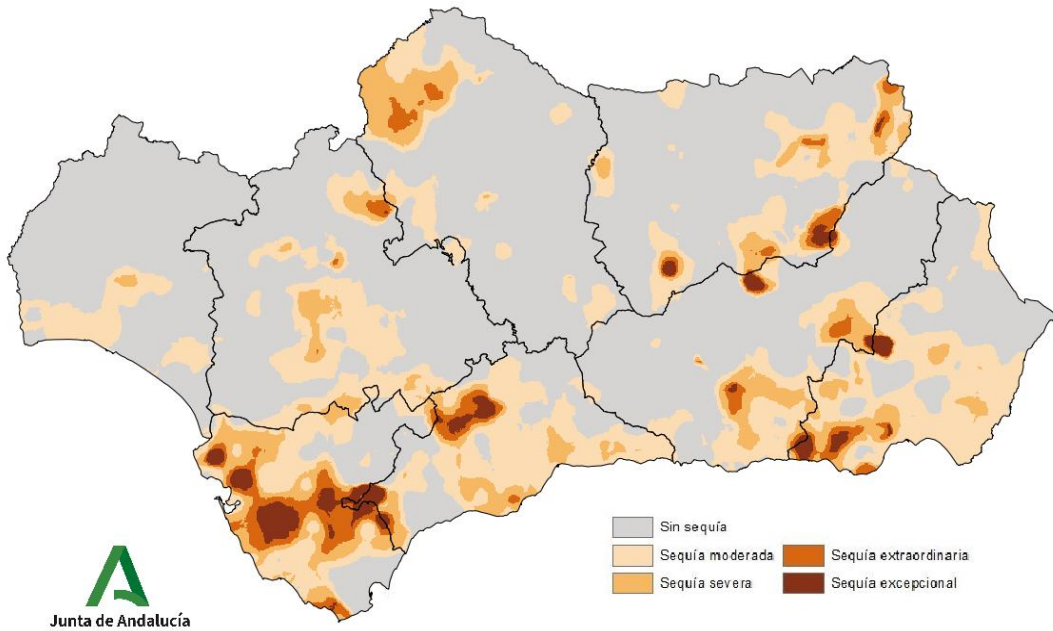 Sin sequía
Sequía moderada
Sequía extraordinaria
Sequía severa
Sequía excepcional
Junta de Andalucía